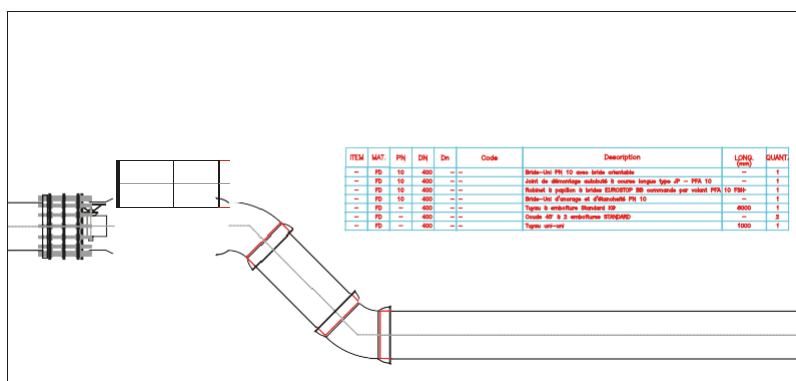 ITEM MAT. PN DN Dn Code Description LONG. (mm) QUANT.
- FD 10 400 - - Bride-Uni PN 10 avec bride orientable - 1
- FD 10 400 - - Joint de démontage autobuté à course longue type JP - PFA 10 - 1
- FD 10 400 - - Robinet à papillon à brides EUROSTOP BB commande par volant PFA 10 FSH- 1
- FD 10 400 - - Bride-Uni d'ancrage et d'étanchéité PN 10 - 1
- FD - 400 - - Tuyau à emboîture Standard K9 6000 1
- FD - 400 - - Coude 45° à 2 emboîtures STANDARD - 2
- FD - 400 - - Tuyau uni-uni 1000 1